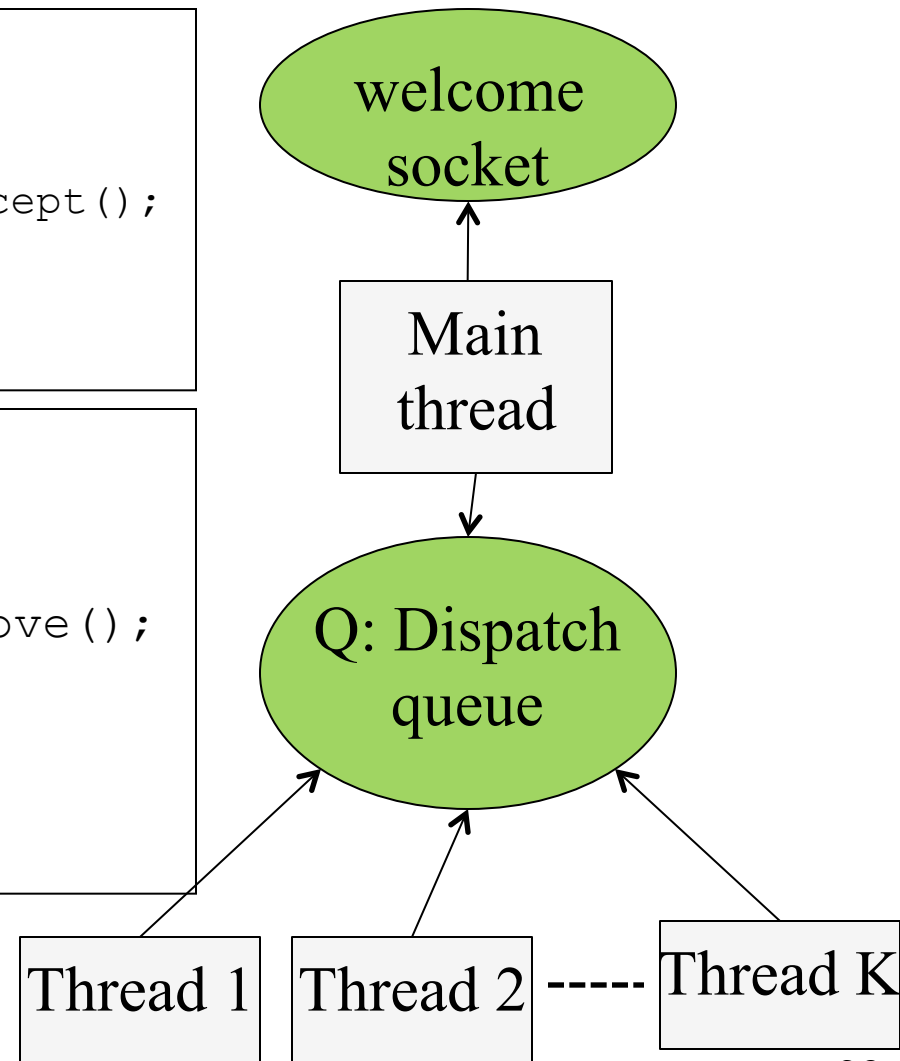 welcome
socket
cept();
Main
thread
ove();
Q: Dispatch
queue
Thread 1
Thread 2
Thread K